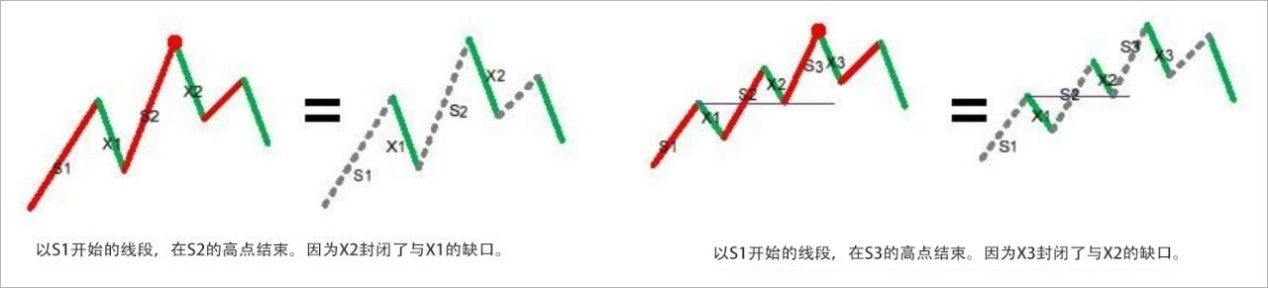 S1
X1
S2
X2
=
S1
X1
S2
X2
以S1开始的线段，在S2的高点结束。因为X2封闭了与X1的缺口。
S1
X1
S2
X2
S3
X3
=
S1
X1
S2
X2
S3
X3
以S1开始的线段，在S3的高点结束。因为X3封闭了与X2的缺口。